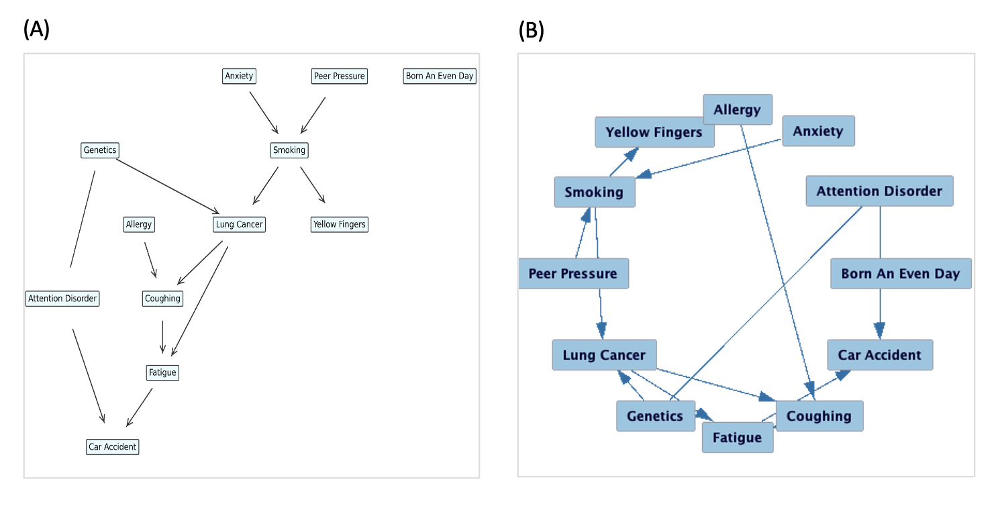 (A)
Anxiety
Peer Pressure
Born An Even Day
Genetics
Smoking
Allergy
Lung Cancer
Yellow Fingers
Attention Disorder
Coughing
Fatigue
Car Accident
(B)
Allergy
Yellow Fingers
Anxiety
Smoking
Attention Disorder
Peer Pressure
Born An Even Day
Lung Cancer
Car Accident
Genetics
Coughing
Fatigue